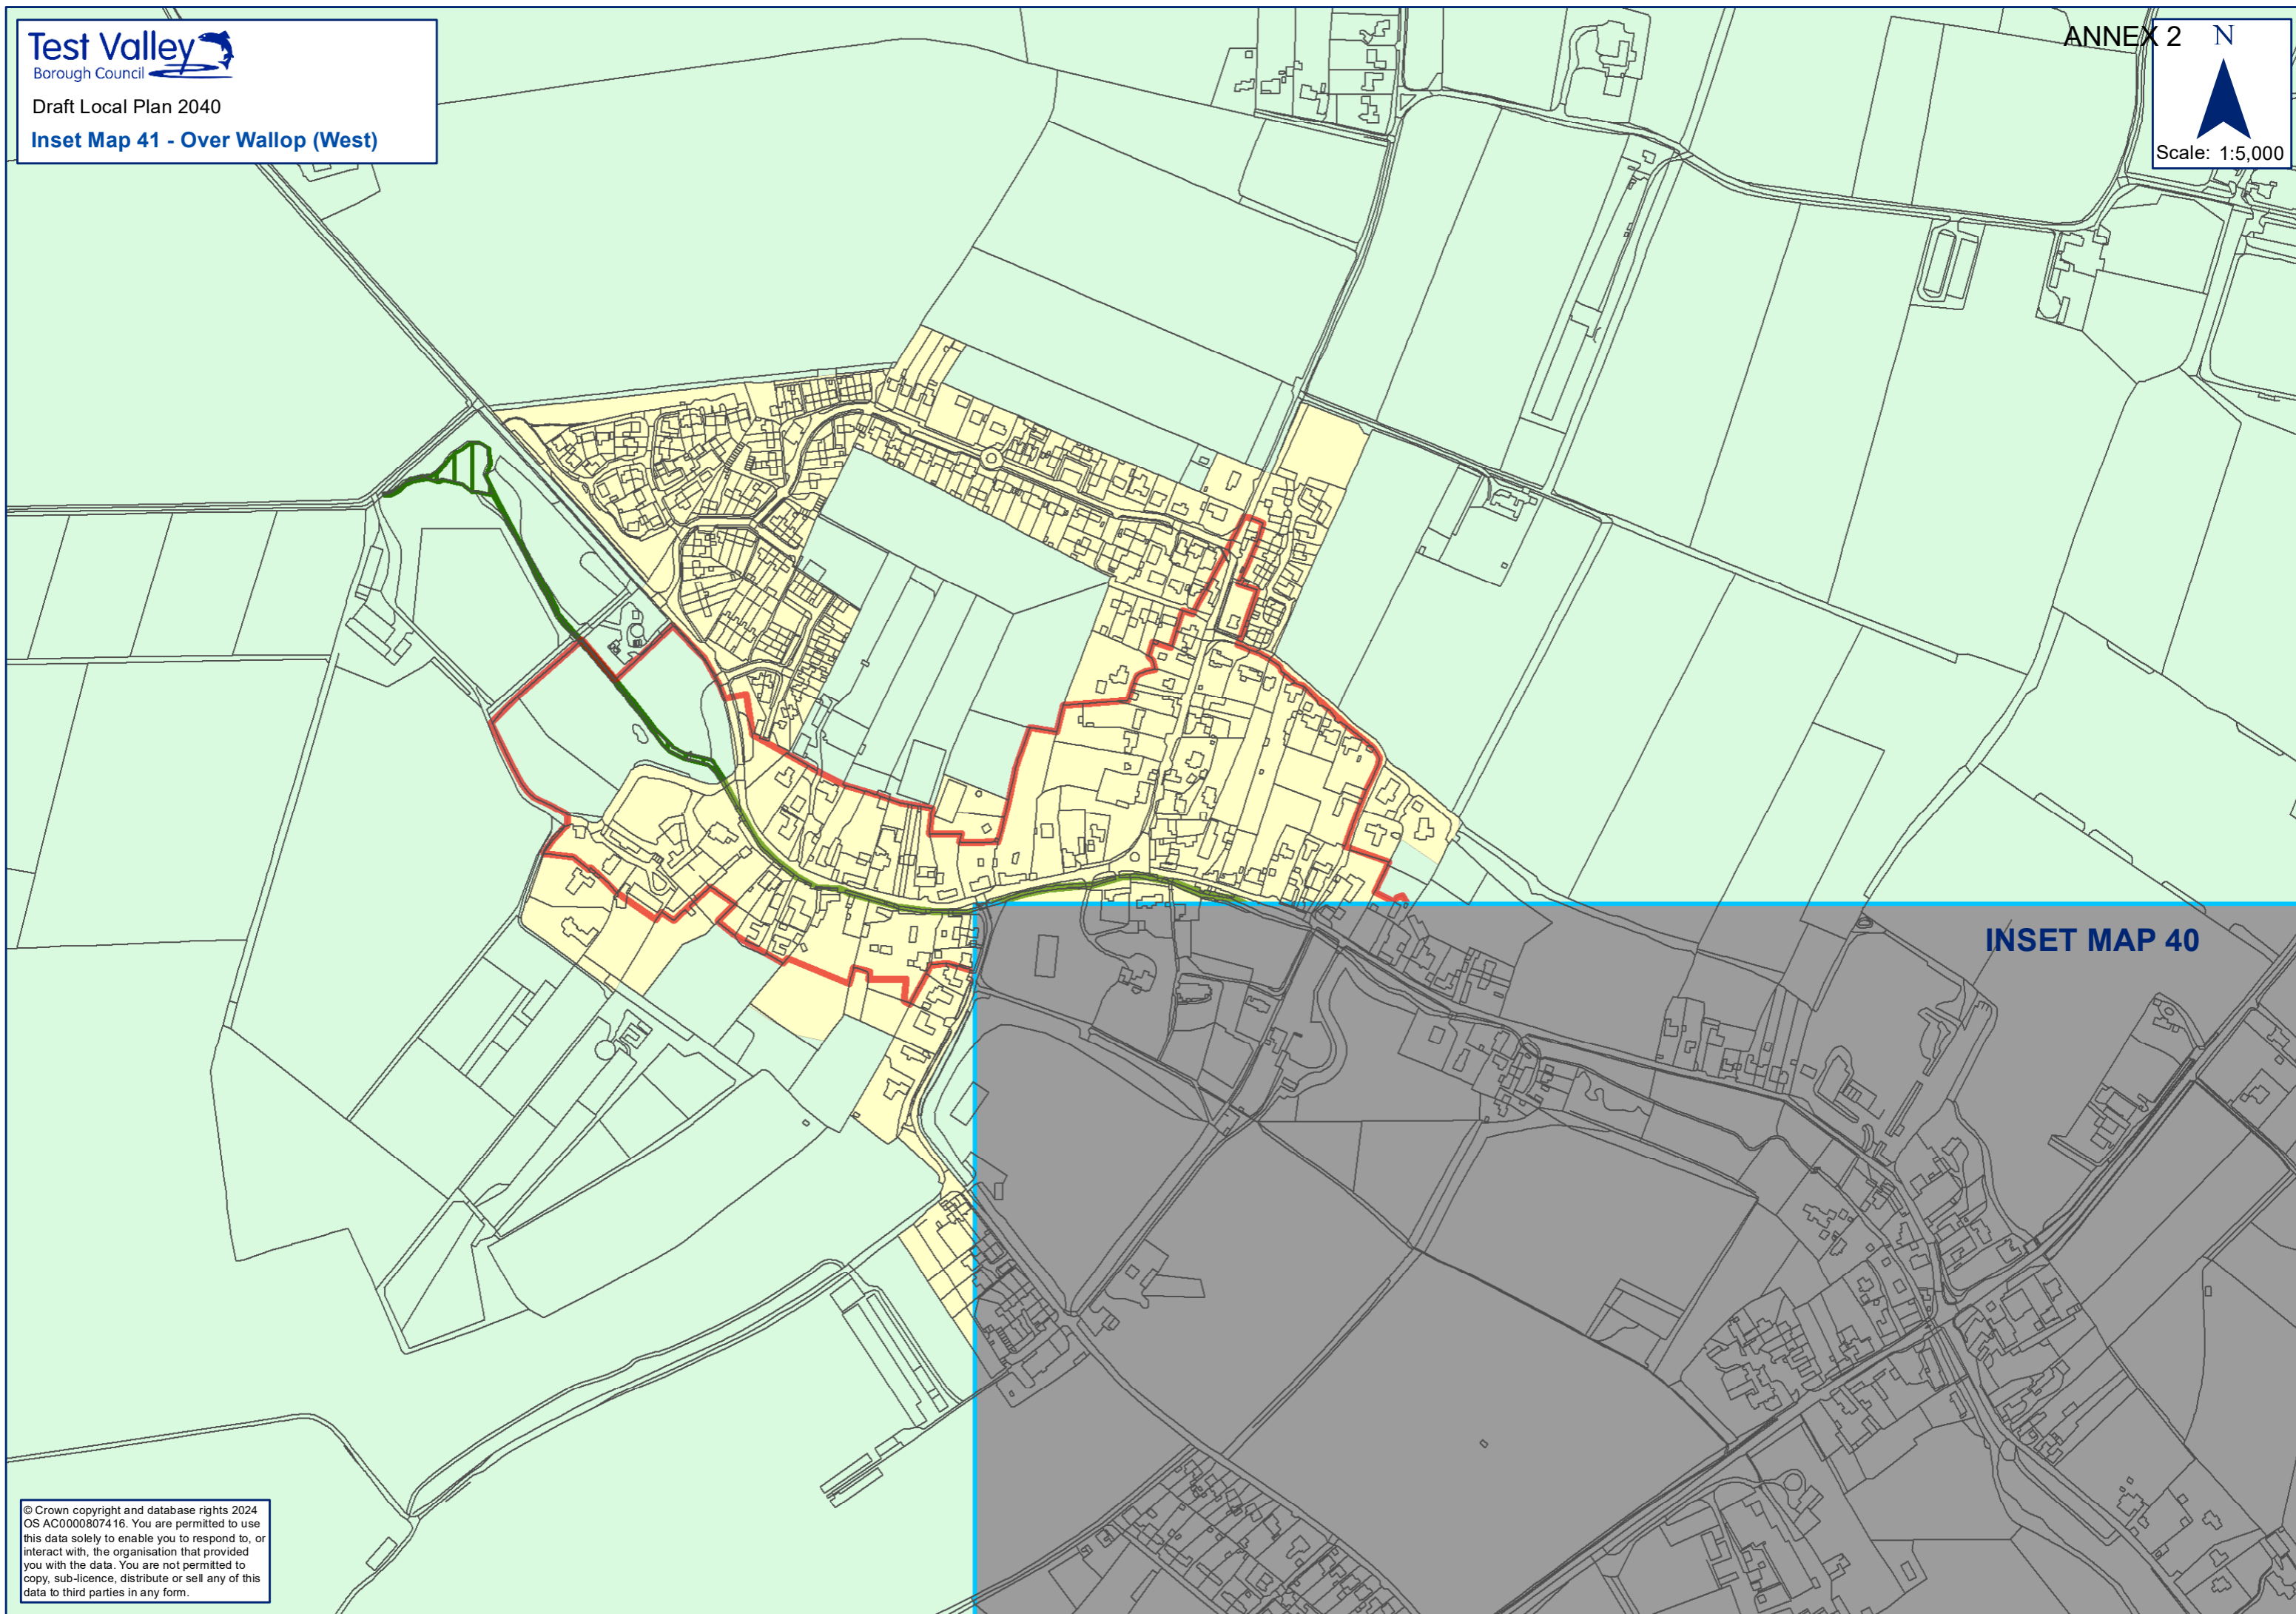 Test Valley
Borough Council
Draft Local Plan 2040
Inset Map 41 - Over Wallop (West)
ANNEX 2
N
Scale: 1:5,000
INSET MAP 40
© Crown copyright and database rights 2024
OS AC0000807416. You are permitted to use
this data solely to enable you to respond to, or
interact with, the organisation that provided
you with the data. You are not permitted to
copy, sub-licence, distribute or sell any of this
data to third parties in any form.